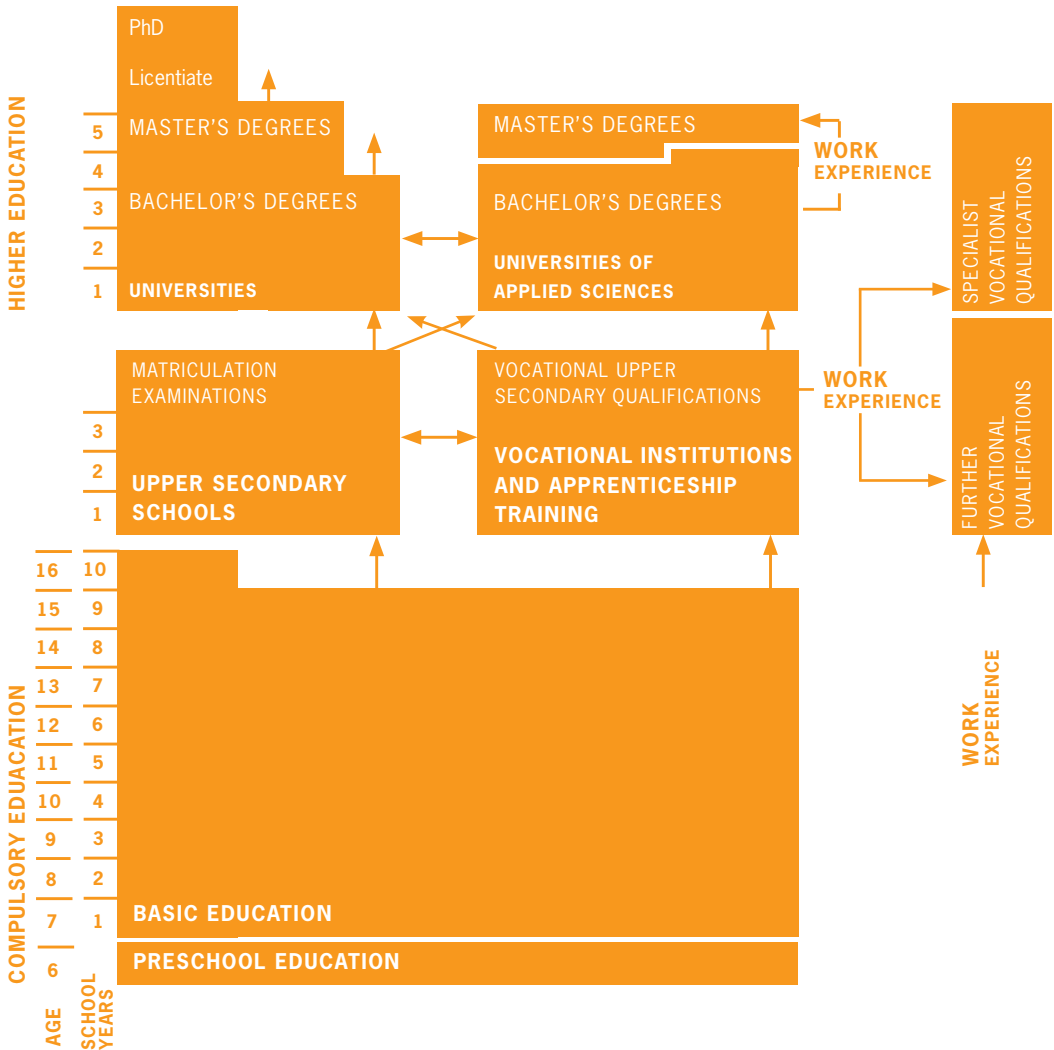 PhD
Licentiate
HIGHER EDUCATION
5
4
3
2
1
MASTER'S DEGREES
BACHELOR'S DEGREES
UNIVERSITIES
MASTER'S DEGREES
BACHELOR'S DEGREES
UNIVERSITIES OF
APPLIED SCIENCES
WORK
EXPERIENCE
SPECIALIST
VOCATIONAL
QUALIFICATIONS
3
2
1
MATRICULATION
EXAMINATIONS
UPPER SECONDARY
SCHOOLS
VOCATIONAL UPPER
SECONDARY QUALIFICATIONS
VOCATIONAL INSTITUTIONS
AND APPRENTICESHIP
TRAINING
WORK
EXPERIENCE
FURTHER
VOCATIONAL
QUALIFICATIONS
WORK
EXPERIENCE
COMPULSORY EDUACATION
16 10
15 9
14 8
13 7
12 6
11 5
10 4
9 3
8 2
7 1
6
BASIC EDUCATION
PRESCHOOL EDUCATION
AGE
SCHOOL
YEARS